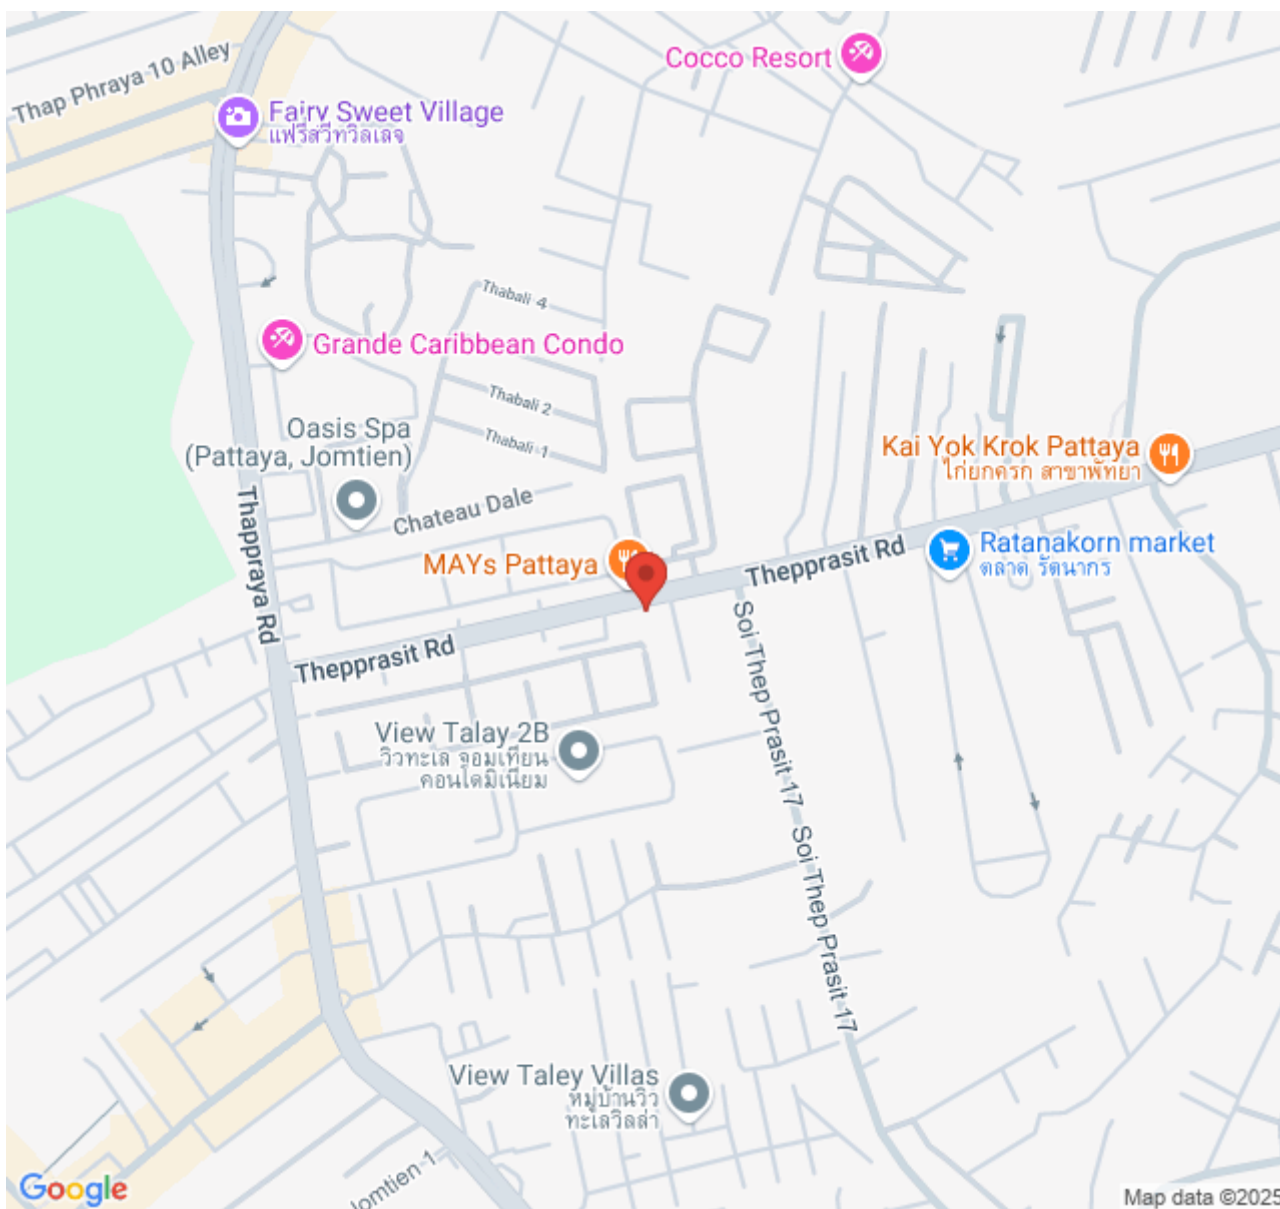 Cocco Resort
Thap Phraya 10 Alley
Fairy Sweet Village
แฟรี่สวีทวิลเลจ
Thabali 4
Grande Caribbean Condo
Thabali 2
Thabali 1
Oasis Spa
(Pattaya, Jomtien)
Kai Yok Krok Pattaya
ไก่ยกครก สาขาพัทยา
Chateau Dale
Thappraya Rd
MAYs Pattaya
Thepprasit Rd
Ratanakorn market
ตลาด รัตนากร
Thepprasit Rd
Soi Thep Prasit 17
View Talay 2B
วิวทะเล จอมเทียน
คอนโดมิเนียม
Soi Thep Prasit 17
View Taley Villas
หมู่บ้านวิว
ทะเลวิลล่า
Jomtien 1
Google
Map data ©2025